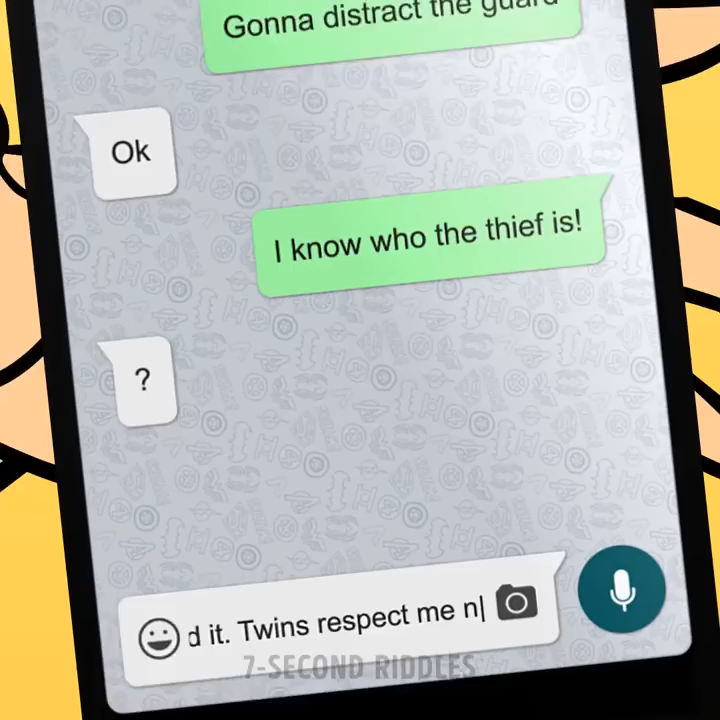 Gonna distract the guard
Ok
I know who the thief is!
?
d it. Twins respect me n
7-SECOND RIDDLES